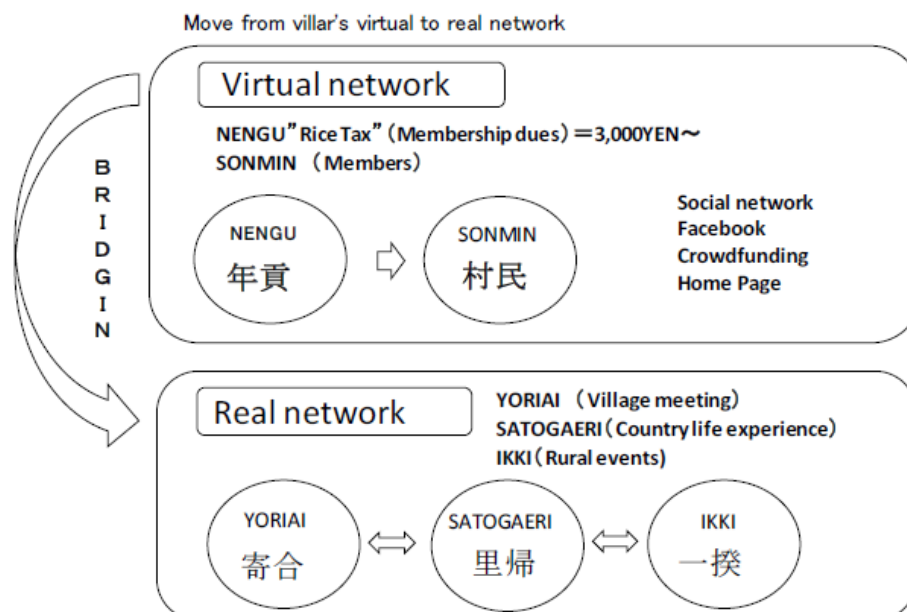 Move from villar's virtual to real network
Virtual network
NENGU”Rice Tax”（Membership dues）＝3,000YEN～
SONMIN （Members）
NENGU
年貢
SONMIN
村民
Social network
Facebook
Crowdfunding
Home Page
BRIDGIN
Real network
YORIAI （Village meeting)
SATOGAERI（Country life experience）
IKKI（Rural events)
YORIAI
寄合
SATOGAERI
里帰
IKKI
一揆